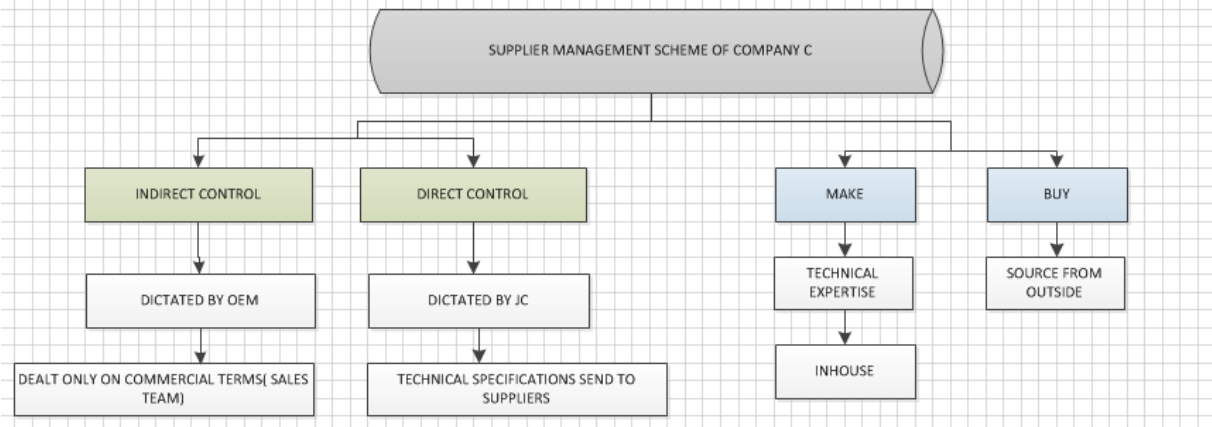 SUPPLIER MANAGEMENT SCHEME OF COMPANY C
INDIRECT CONTROL
DIRECT CONTROL
MAKE
BUY
DICTATED BY OEM
DICTATED BY JC
TECHNICAL
EXPERTISE
SOURCE FROM
OUTSIDE
DEALT ONLY ON COMMERCIAL TERMS( SALES
TEAM)
TECHNICAL SPECIFICATIONS SEND TO
SUPPLIERS
INHOUSE